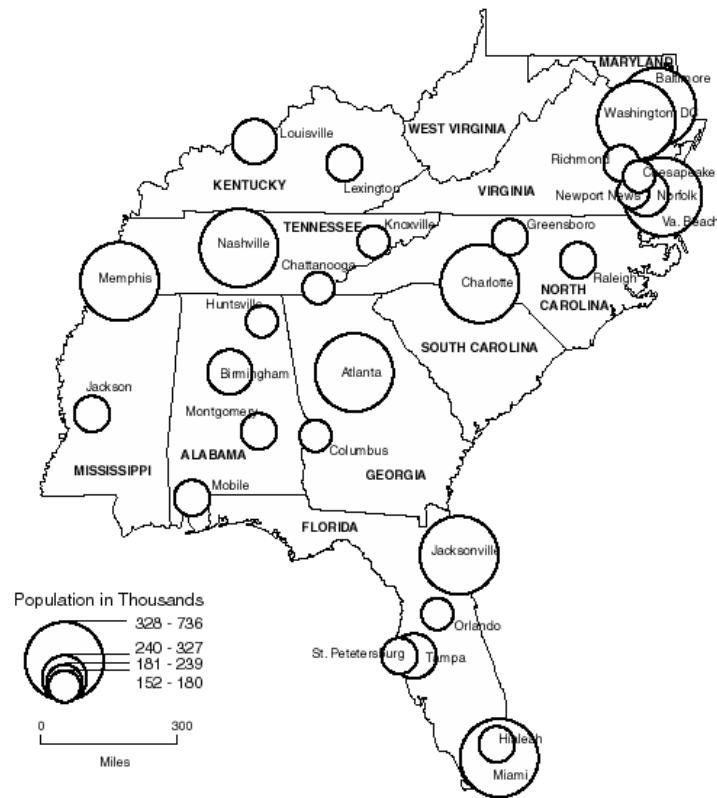 MARYLAND
Baltimore
Washington DC
WEST VIRGINIA
Louisville
Richmond
Chesapeake
KENTUCKY
Lexington
VIRGINIA
Newport News
Norfolk
Va. Beach
TENNESSEE
Knoxville
Greensboro
Nashville
Chattanooga
Memphis
Charlotte
Raleigh
NORTH
CAROLINA
Huntsville
SOUTH CAROLINA
Birmingham
Atlanta
Jackson
Montgomery
Columbus
ALABAMA
MISSISSIPPI
GEORGIA
Mobile
FLORIDA
Jacksonville
Orlando
St. Petetersburg
Tampa
Hialeah
Miami
Population in Thousands
328 - 736
240 - 327
181 - 239
152 - 180
0 300
Miles